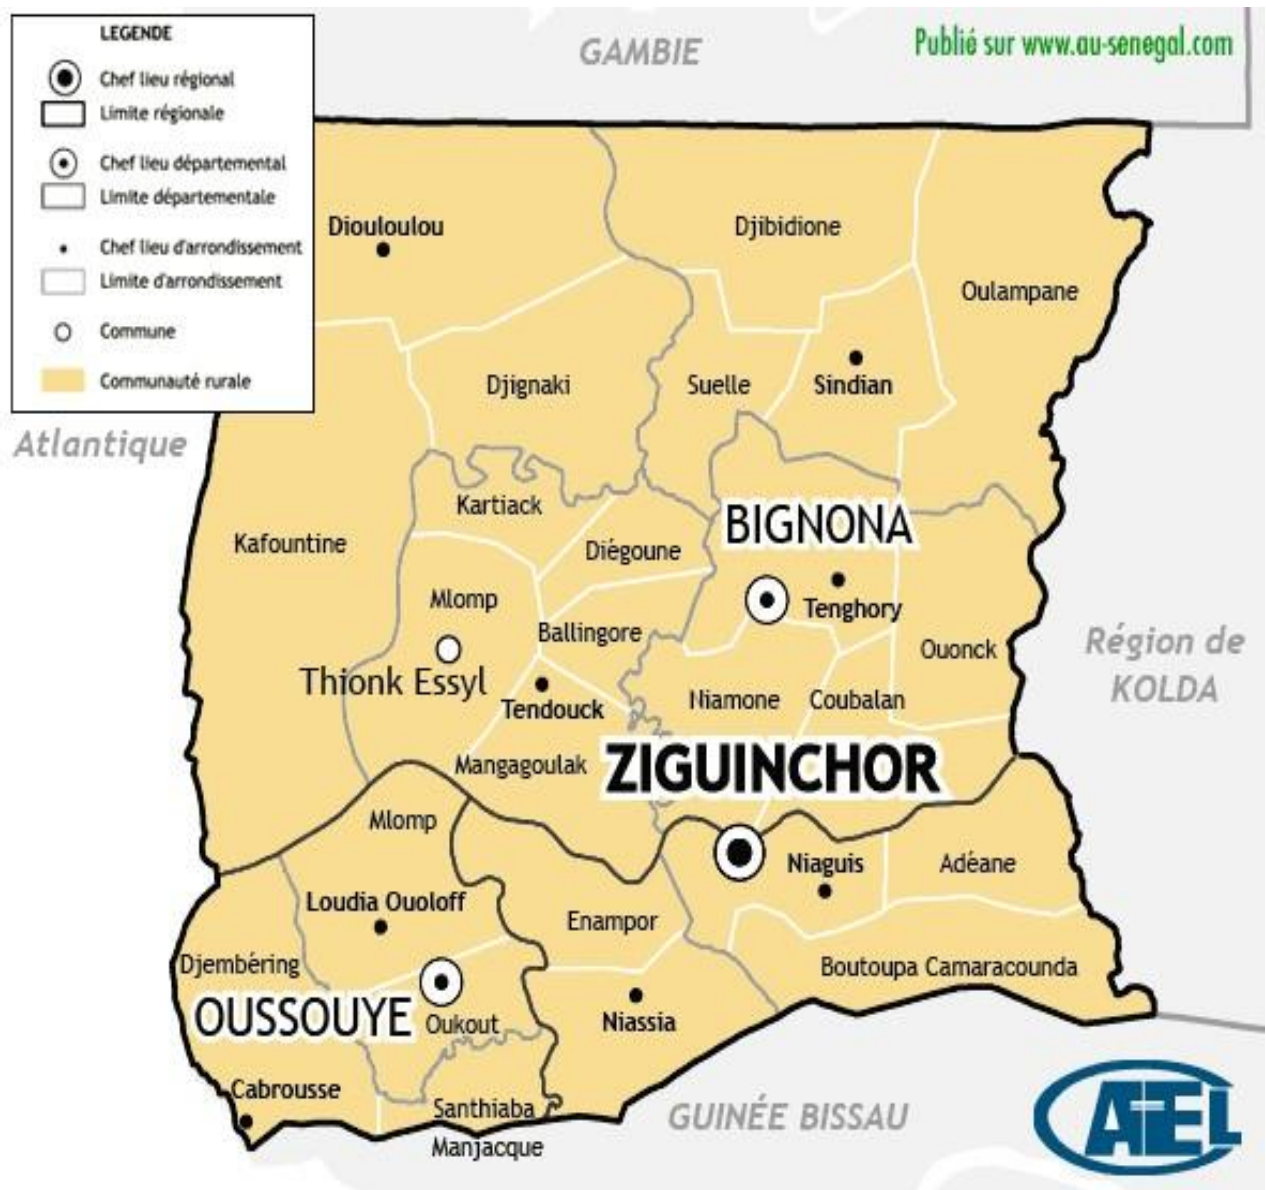 LEGENDE
Chef lieu régional
Limite régionale
Chef lieu départemental
Limite départementale
Chef lieu d'arrondissement
Limite d'arrondissement
Commune
Communauté rurale
GAMBIE
Publié sur www.au-senegal.com
Diouloulou
Djibidione
Oulampane
Djignaki
Suelle
Sindian
Atlantique
Kartiack
BIGNONA
Kafountine
Diégoune
Mlomp
Tenghory
Ballingore
Ouonck
Région de
KOLDA
Thionk Essyl
Tendouck
Niamone
Coubalan
Mangagoulak
ZIGUINCHOR
Mlomp
Niaguis
Adéane
Loudia Ouoloff
Enampor
Djembéring
Boutoupa Camaracounda
OUSSOUYE
Oukout
Niassia
Cabrousse
Santhiaba
Manjacque
GUINÉE BISSAU
AEL